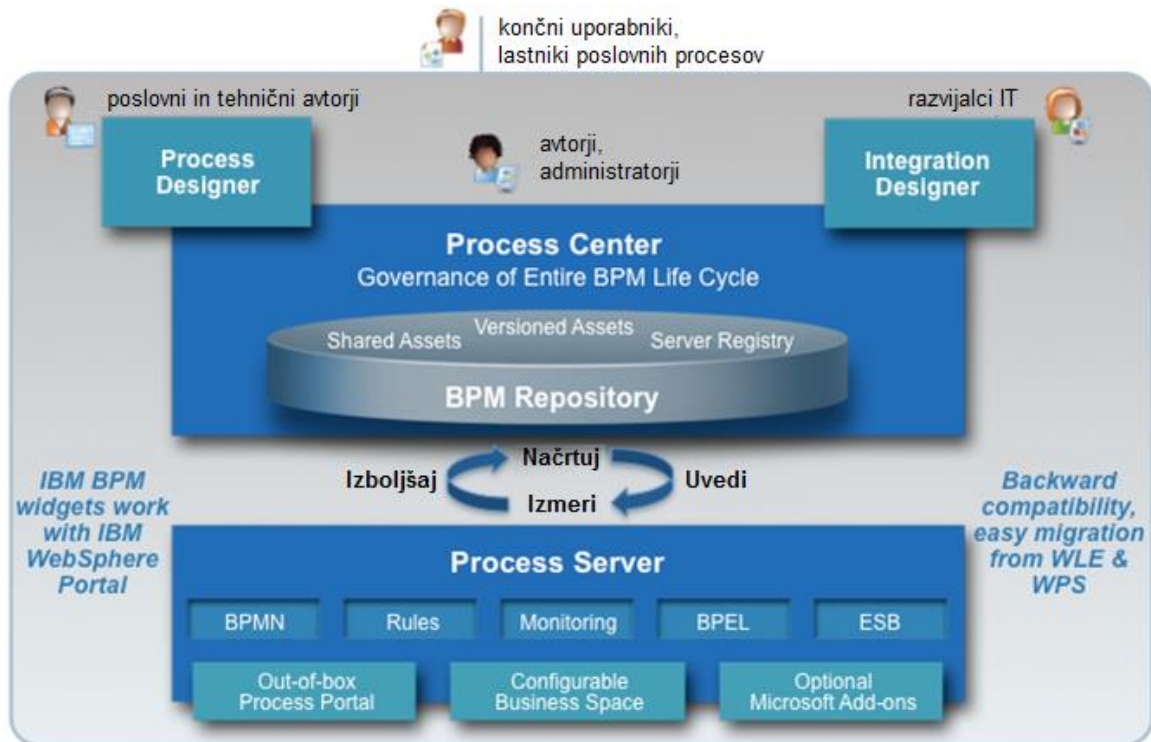 končni uporabniki,
lastniki poslovnih procesov
poslovni in tehnični avtorji
razvijalci IT
Process
Designer
avtorji,
administratorji
Integration
Designer
Process Center
Governance of Entire BPM Life Cycle
Versioned Assets
Shared Assets
Server Registry
BPM Repository
Načrtuj
Izboljšaj
Uvedi
Izmeri
IBM BPM
widgets work
with IBM
WebSphere
Portal
Backward
compatibility,
easy migration
from WLE &
WPS
Process Server
BPMN
Rules
Monitoring
BPEL
ESB
Out-of-box
Process Portal
Configurable
Business Space
Optional
Microsoft Add-ons